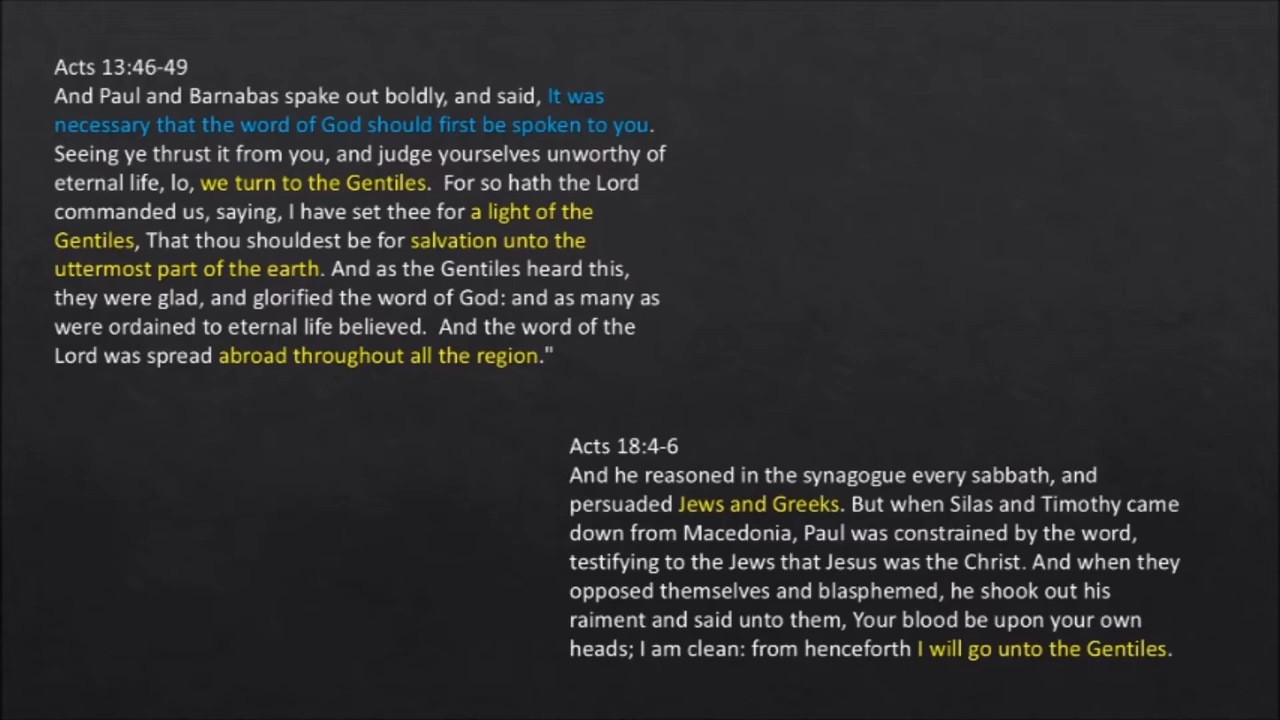 Acts 13:46-49
And Paul and Barnabas spake out boldly, and said, It was
necessary that the word of God should first be spoken to you.
Seeing ye thrust it from you, and judge yourselves unworthy of
eternal life, lo, we turn to the Gentiles.  For so hath the Lord
commanded us, saying, I have set thee for a light of the
Gentiles, That thou shouldest be for salvation unto the
uttermost part of the earth. And as the Gentiles heard this,
they were glad, and glorified the word of God: and as many as
were ordained to eternal life believed.  And the word of the
Lord was spread abroad throughout all the region."
Acts 18:4-6
And he reasoned in the synagogue every sabbath, and
persuaded Jews and Greeks. But when Silas and Timothy came
down from Macedonia, Paul was constrained by the word,
testifying to the Jews that Jesus was the Christ. And when they
opposed themselves and blasphemed, he shook out his
raiment and said unto them, Your blood be upon your own
heads; I am clean: from henceforth I will go unto the Gentiles.